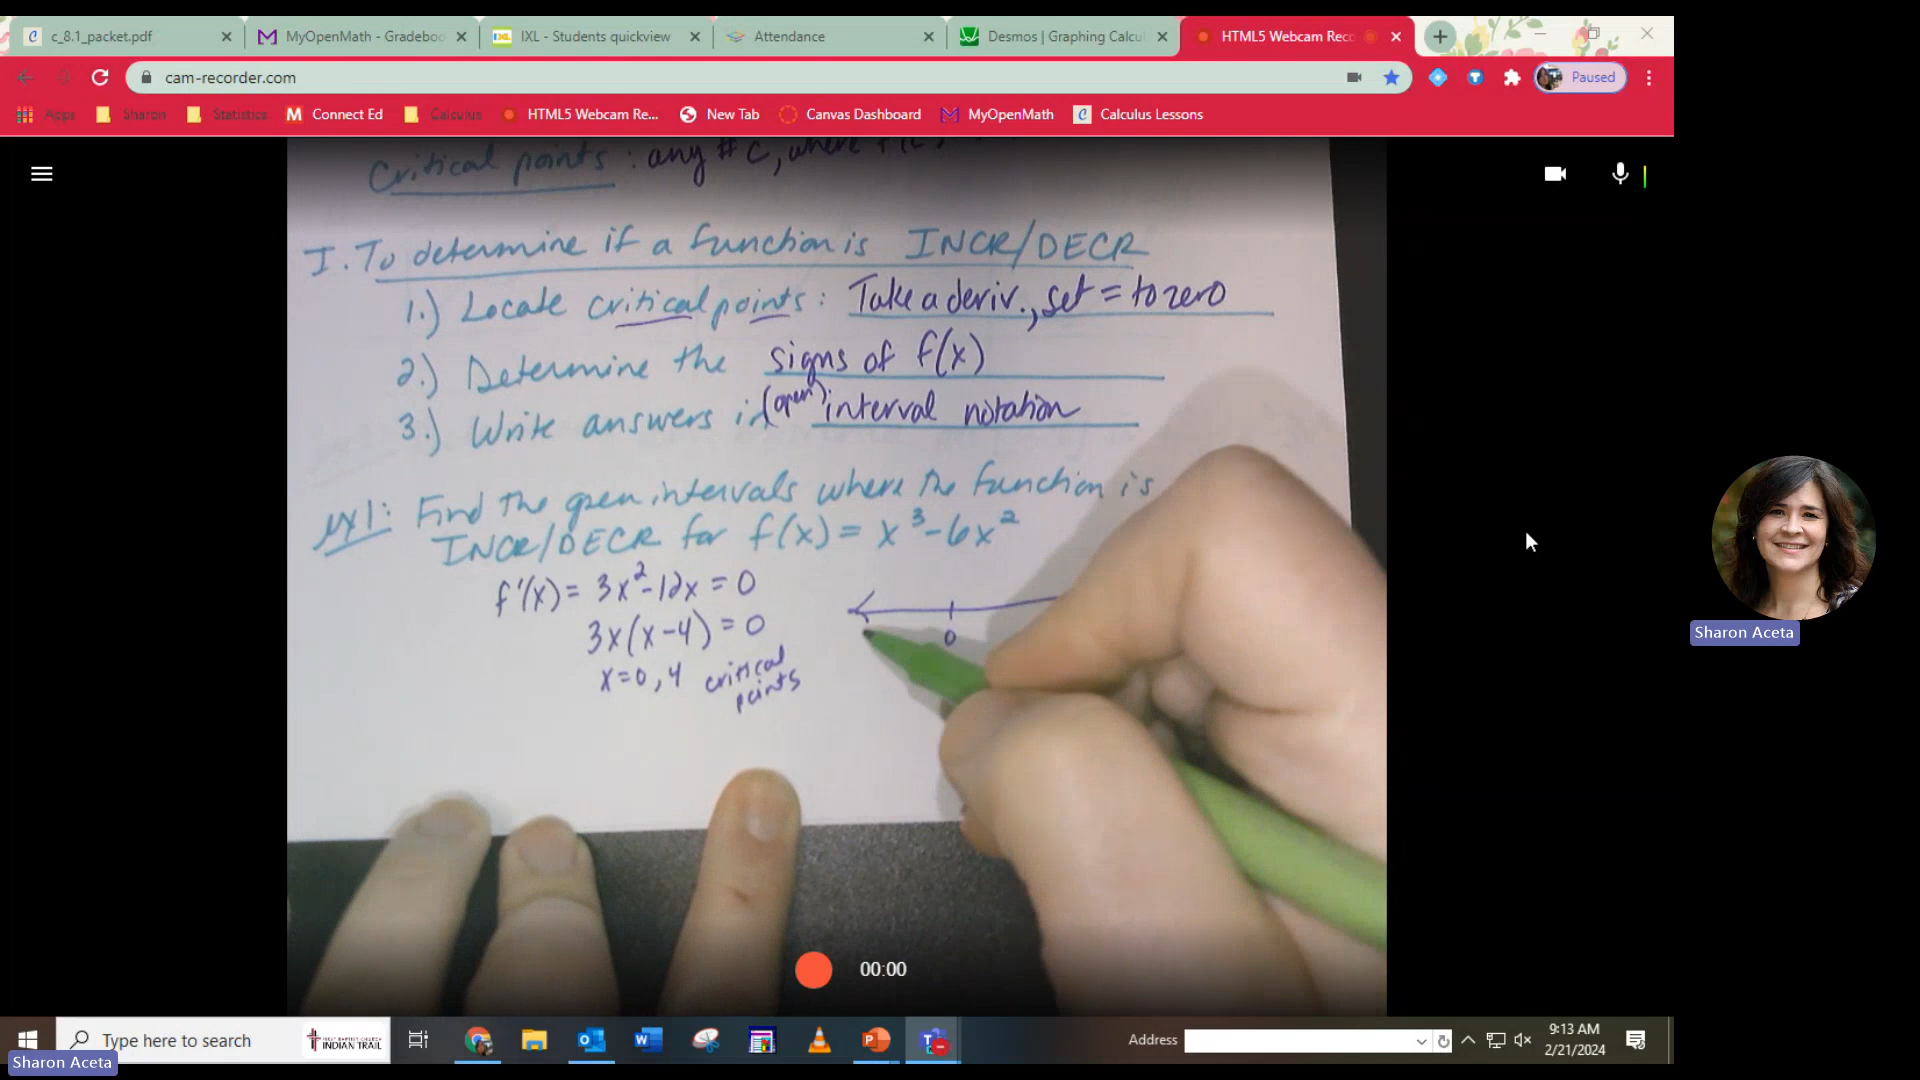 c_8.1_packet.pdf
MyOpenMath - Gradeboo
IXL - Students quickview
Attendance
Desmos | Graphing Calcu
HTML5 Webcam Rec
cam-recorder.com
Paused
Apps
Sharon
Statistics
Connect Ed
Calculus
HTML5 Webcam Re...
New Tab
Canvas Dashboard
MyOpenMath
Calculus Lessons
Critical points : any # c, where
I. To determine if a function is INCR/DECR
1.) Locate critical points : Take a deriv., set = to zero
2.) Determine the signs of f(x)
3.) Write answers in (open) interval notation
ex1: Find the open intervals where the function is
INCR/DECR for f(x) = x³-6x²
f'(x) = 3x²-12x = 0
3x(x-4) = 0
x=0, 4 critical points
0
00:00
Sharon Aceta
Type here to search
INDIAN TRAIL
Address
9:13 AM
2/21/2024
Sharon Aceta